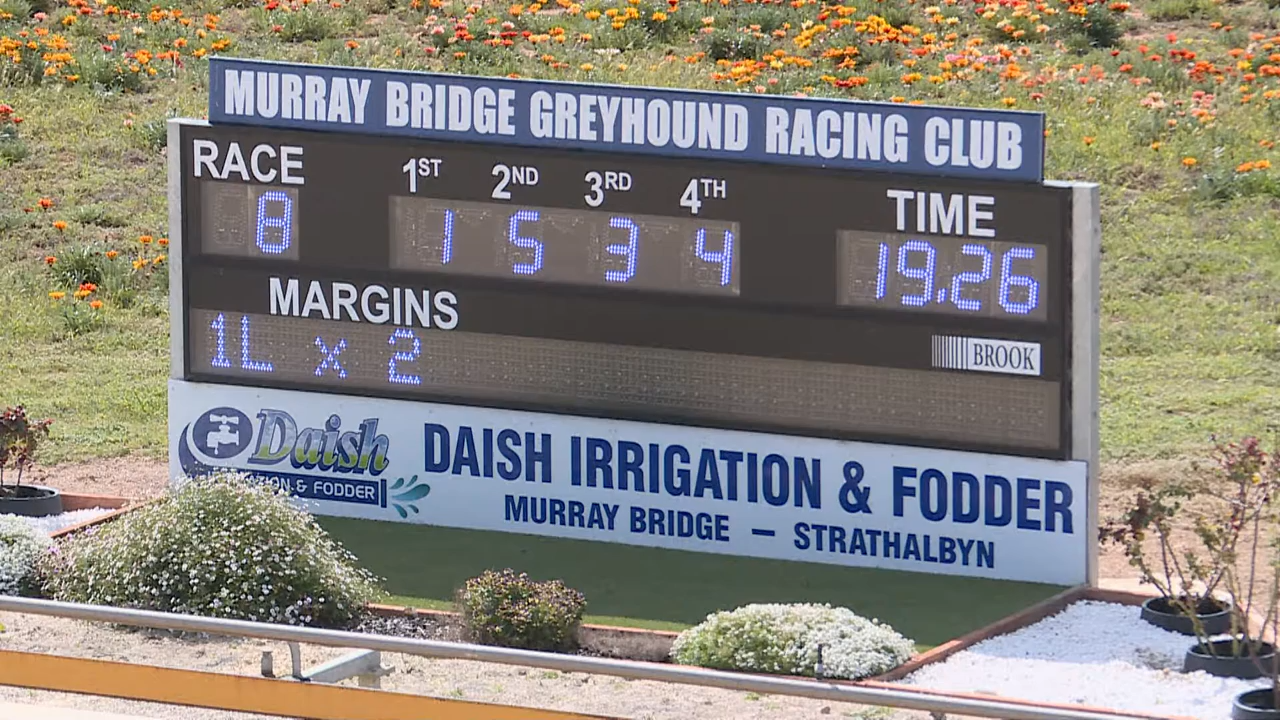 MURRAY BRIDGE GREYHOUND RACING CLUB
RACE 1ST 2ND 3RD 4TH TIME
8 1 5 3 4 19.26
MARGINS
1L x 2
BROOK
Daish
& FODDER
DAISH IRRIGATION & FODDER
MURRAY BRIDGE – STRATHALBYN